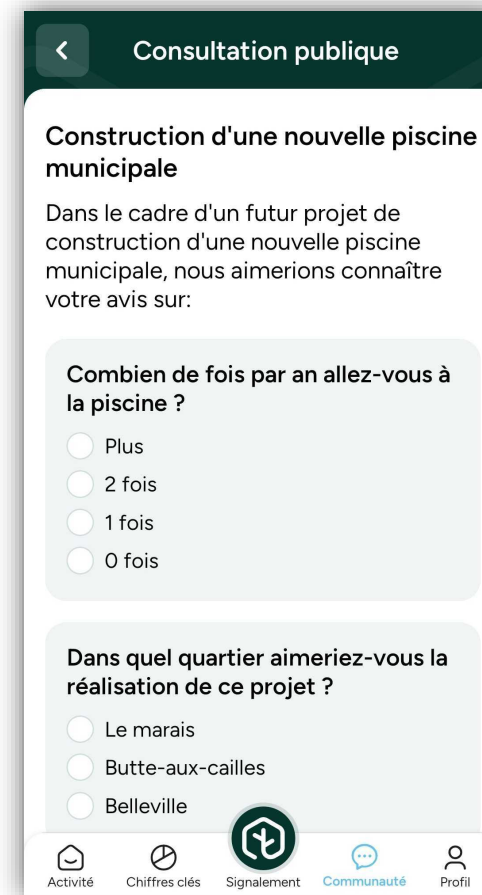 Consultation publique
Construction d'une nouvelle piscine
municipale
Dans le cadre d'un futur projet de
construction d'une nouvelle piscine
municipale, nous aimerions connaître
votre avis sur:
Combien de fois par an allez-vous à
la piscine ?
Plus
2 fois
1 fois
0 fois
Dans quel quartier aimeriez-vous la
réalisation de ce projet ?
Le marais
Butte-aux-cailles
Belleville
Activité
Chiffres clés
Signalement
Communauté
Profil